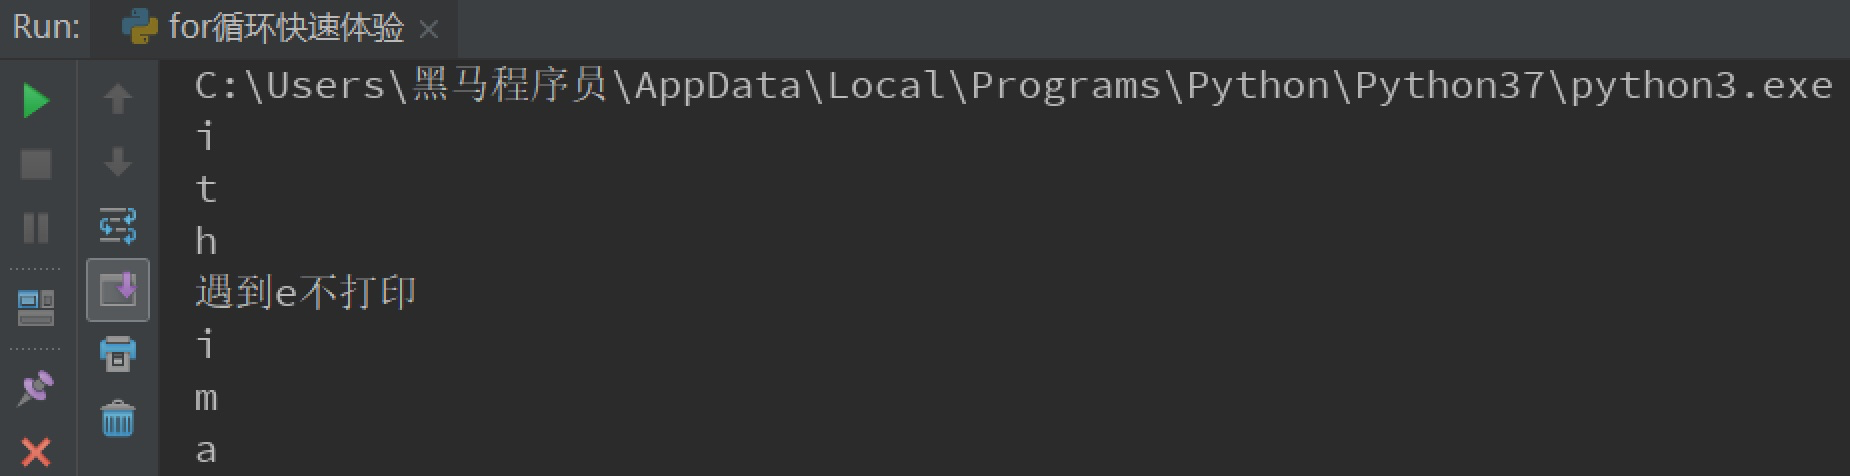 Run: for循环快速体验
C:\Users\黑马程序员\AppData\Local\Programs\Python\Python37\python3.exe
i
t
h
遇到e不打印
i
m
a